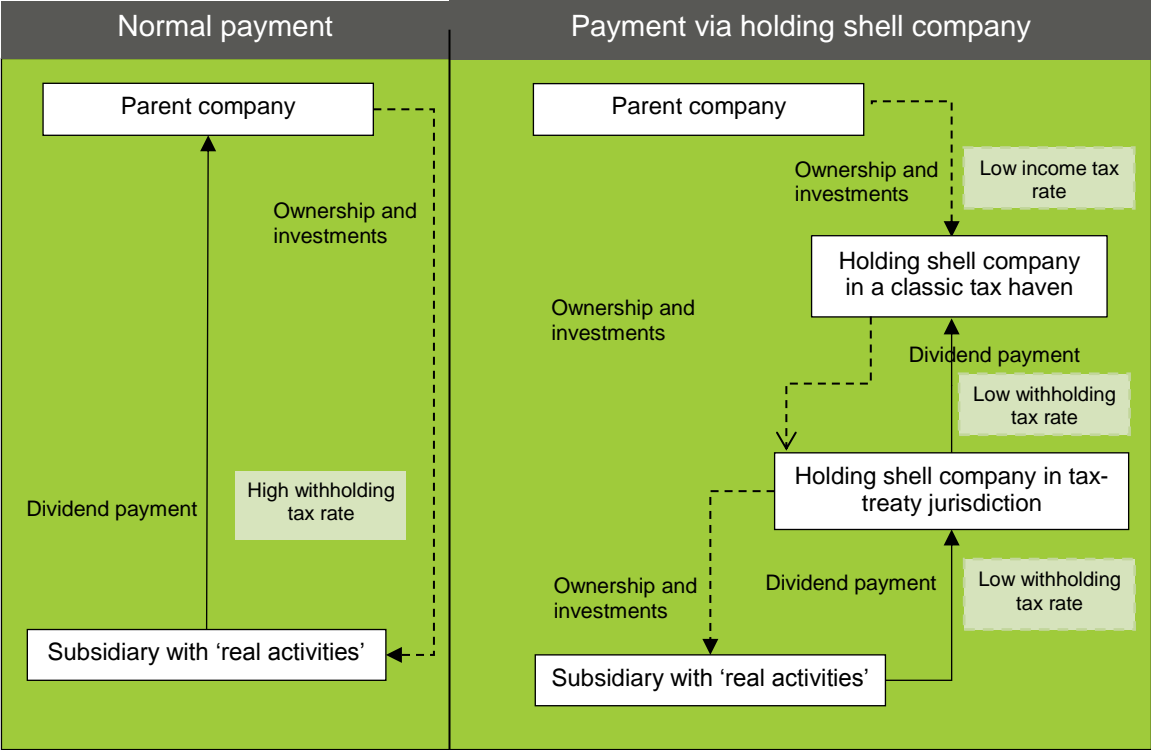 Normal payment
Payment via holding shell company
Parent company
Ownership and
investments
Dividend payment
High withholding
tax rate
Subsidiary with ‘real activities’
Parent company
Ownership and
investments
Low income tax
rate
Holding shell company
in a classic tax haven
Ownership and
investments
Dividend payment
Low withholding
tax rate
Holding shell company in tax-
treaty jurisdiction
Ownership and
investments
Dividend payment
Low withholding
tax rate
Subsidiary with ‘real activities’